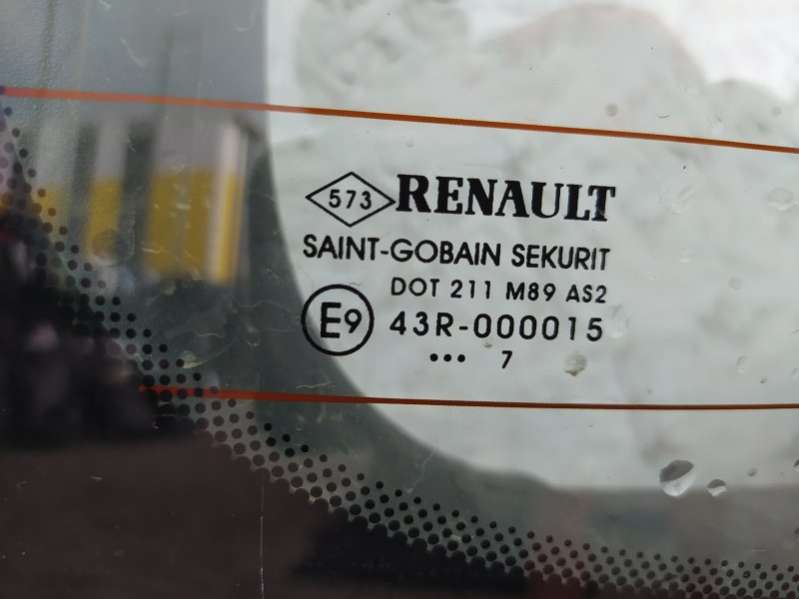 573 RENAULT
SAINT-GOBAIN SEKURIT
DOT 211 M89 AS2
E9 43R-000015
••• 7